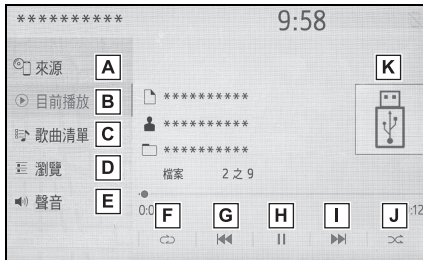 **********
9:58
來源 A
目前播放 B
歌曲清單 C
瀏覽 D
聲音 E
K
**********
**********
**********
檔案 2 之 9
0:0
:12
F G H I J